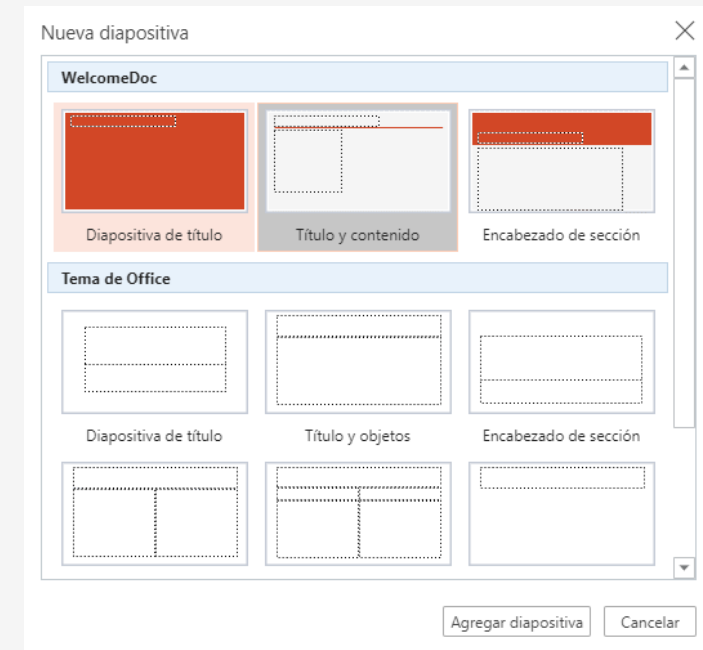 Nueva diapositiva
WelcomeDoc
Diapositiva de título
Título y contenido
Encabezado de sección
Tema de Office
Diapositiva de título
Título y objetos
Encabezado de sección
Agregar diapositiva
Cancelar